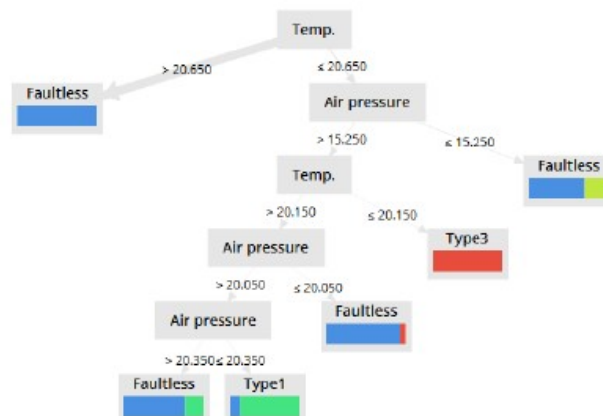 Temp.
> 20.650
≤ 20.650
Faultless
Air pressure
> 15.250
≤ 15.250
Temp.
Faultless
> 20.150
≤ 20.150
Air pressure
Type3
> 20.050
≤ 20.050
Air pressure
Faultless
> 20.350
≤ 20.350
Faultless
Type1